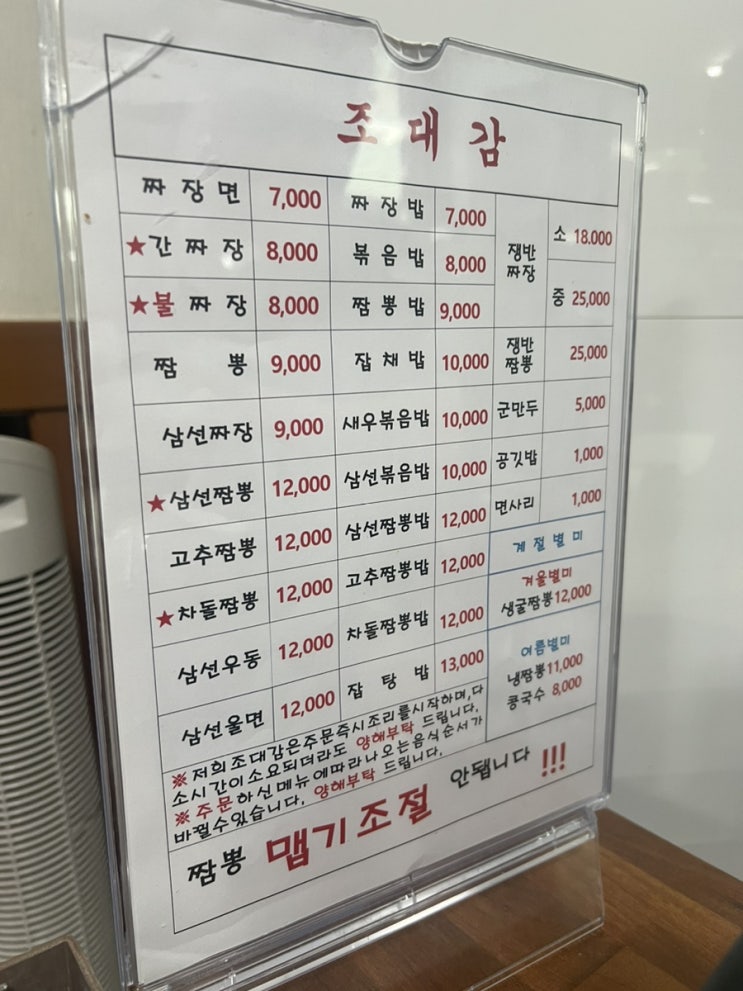 조대감
짜장면 7,000 짜장밥 7,000 쟁반짜장 소 18.000
★간짜장 8,000 볶음밥 8,000 중 25,000
★불짜장 8,000 짬뽕밥 9,000
짬뽕 9,000 잡채밥 10,000 쟁반짬뽕 25,000
삼선짜장 9,000 새우볶음밥 10,000 군만두 5,000
★삼선짬뽕 12,000 삼선볶음밥 10,000 공깃밥 1,000
고추짬뽕 12,000 삼선짬뽕밥 12,000 면사리 1,000
★차돌짬뽕 12,000 고추짬뽕밥 12,000 계절별미
삼선우동 12,000 차돌짬뽕밥 12,000 겨울별미
생굴짬뽕 12,000
삼선울면 12,000 잡탕밥 13,000 여름별미
냉짬뽕 11,000
콩국수 8,000
※저희조대감은주문즉시조리를시작하며,다
소시간이소요되더라도 양해부탁 드립니다.
※주문하신메뉴에따라나오는음식순서가
바뀔수있습니다. 양해부탁 드립니다.
짬뽕 맵기조절 안됩니다 !!!